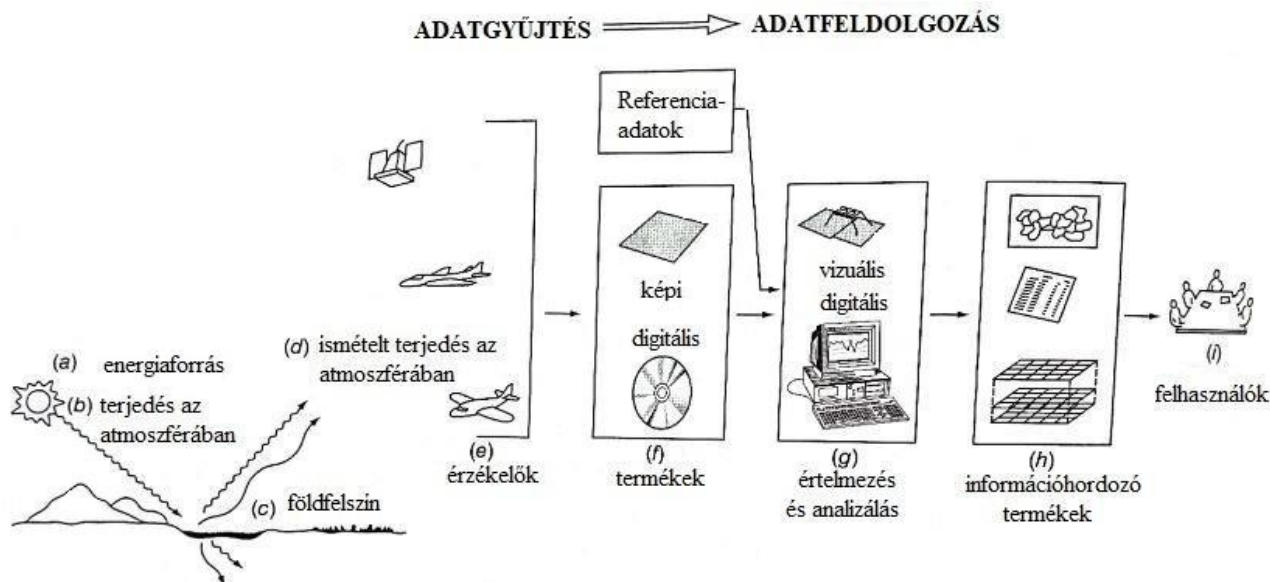 ADATGYŰJTÉS
ADATFELDOLGOZÁS
Referencia-
adatok
képi
digitális
vizuális
digitális
(a) energiaforrás
(b) terjedés az
atmoszférában
(c) földfelszín
(d) ismételt terjedés az
atmoszférában
(e)
érzékelők
(f)
termékek
(g)
értelmezés
és analizálás
(h)
információhordozó
termékek
(i)
felhasználók